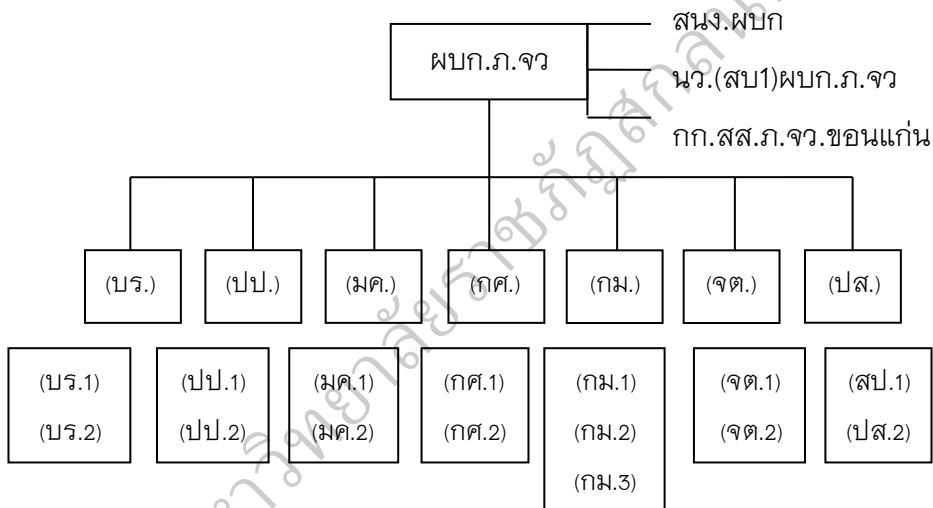 สนง.ผบก
ผบก.ภ.จว
นว.(สบ1)ผบก.ภ.จว
กก.สส.ภ.จว.ขอนแก่น
(บร.) (ปป.) (มค.) (กศ.) (กม.) (จต.) (ปส.)
(บร.1) (ปป.1) (มค.1) (กศ.1) (กม.1) (จต.1) (สป.1)
(บร.2) (ปป.2) (มค.2) (กศ.2) (กม.2) (จต.2) (ปส.2)
(กม.3)